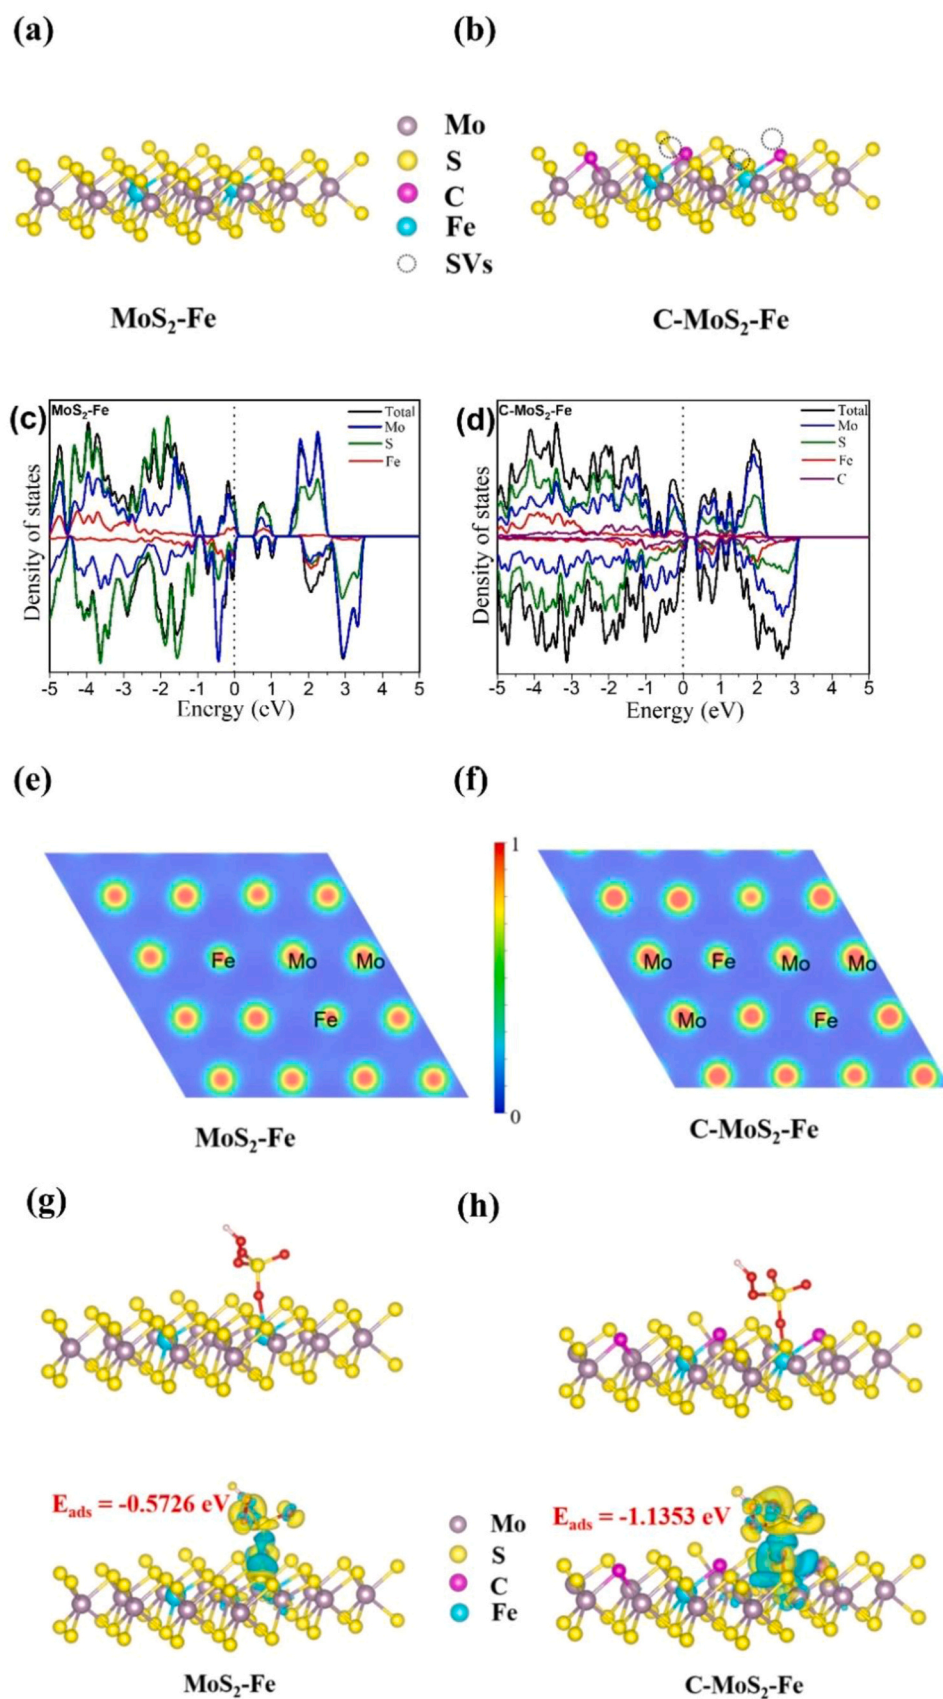 (a)
(b)
Mo
S
C
Fe
SVs
MoS₂-Fe
C-MoS₂-Fe
(c)
MoS₂-Fe
Total
Mo
S
Fe
Density of states
-5 -4 -3 -2 -1 0 1 2 3 4 5
Energy (eV)
(d)
C-MoS₂-Fe
Total
Mo
S
Fe
C
Density of states
-5 -4 -3 -2 -1 0 1 2 3 4 5
Energy (eV)
(e)
(f)
Fe Mo Mo
Fe
1
0
Mo Fe Mo Mo
Mo Fe
MoS₂-Fe
C-MoS₂-Fe
(g)
(h)
E_ads = -0.5726 eV
E_ads = -1.1353 eV
Mo
S
C
Fe
MoS₂-Fe
C-MoS₂-Fe